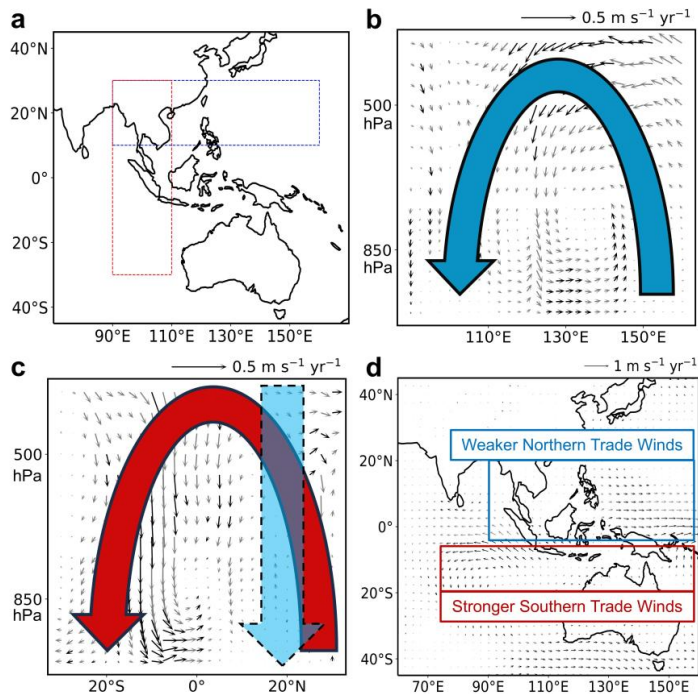 a
40°N
20°N
0°
20°S
40°S
90°E 110°E 130°E 150°E
b
0.5 m s⁻¹ yr⁻¹
500
hPa
850
hPa
110°E 130°E 150°E
c
0.5 m s⁻¹ yr⁻¹
500
hPa
850
hPa
20°S 0° 20°N
d
1 m s⁻¹ yr⁻¹
40°N
20°N
0°
20°S
40°S
Weaker Northern Trade Winds
Stronger Southern Trade Winds
70°E 90°E 110°E 130°E 150°E